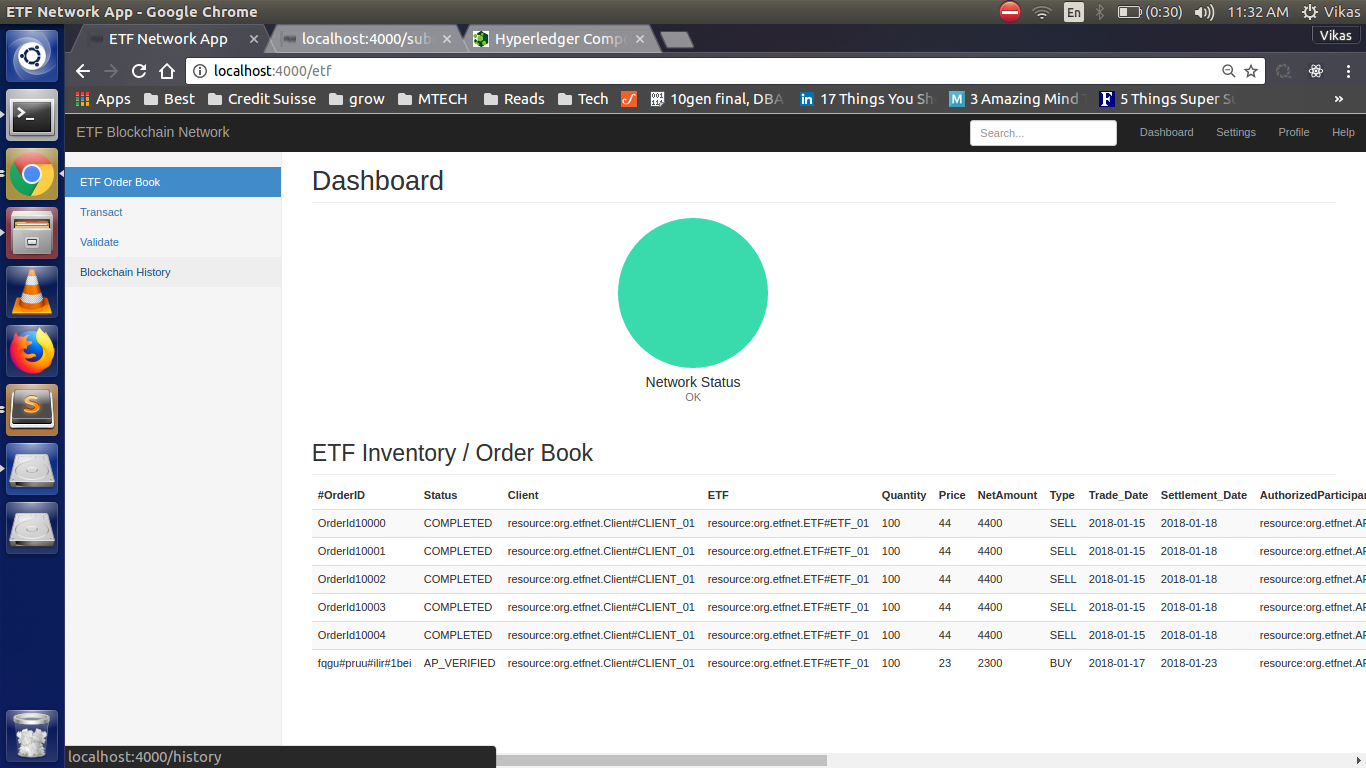 ETF Network App - Google Chrome En (0:30) 11:32 AM Vikas
ETF Network App localhost:4000/sub Hyperledger Comp Vikas
localhost:4000/etf
Apps Best Credit Suisse grow MTECH Reads Tech 10gen final, DBA 17 Things You Sh 3 Amazing Mind 5 Things Super Su »
ETF Blockchain Network Search... Dashboard Settings Profile Help
ETF Order Book
Transact
Validate
Blockchain History
Dashboard
Network Status
OK
ETF Inventory / Order Book
#OrderID Status Client ETF Quantity Price NetAmount Type Trade_Date Settlement_Date AuthorizedParticipan
OrderId10000 COMPLETED resource:org.etfnet.Client#CLIENT_01 resource:org.etfnet.ETF#ETF_01 100 44 4400 SELL 2018-01-15 2018-01-18 resource:org.etfnet.AP
OrderId10001 COMPLETED resource:org.etfnet.Client#CLIENT_01 resource:org.etfnet.ETF#ETF_01 100 44 4400 SELL 2018-01-15 2018-01-18 resource:org.etfnet.AP
OrderId10002 COMPLETED resource:org.etfnet.Client#CLIENT_01 resource:org.etfnet.ETF#ETF_01 100 44 4400 SELL 2018-01-15 2018-01-18 resource:org.etfnet.AP
OrderId10003 COMPLETED resource:org.etfnet.Client#CLIENT_01 resource:org.etfnet.ETF#ETF_01 100 44 4400 SELL 2018-01-15 2018-01-18 resource:org.etfnet.AP
OrderId10004 COMPLETED resource:org.etfnet.Client#CLIENT_01 resource:org.etfnet.ETF#ETF_01 100 44 4400 SELL 2018-01-15 2018-01-18 resource:org.etfnet.AP
fqgu#pruu#ilir#1bei AP_VERIFIED resource:org.etfnet.Client#CLIENT_01 resource:org.etfnet.ETF#ETF_01 100 23 2300 BUY 2018-01-17 2018-01-23 resource:org.etfnet.AP
localhost:4000/history